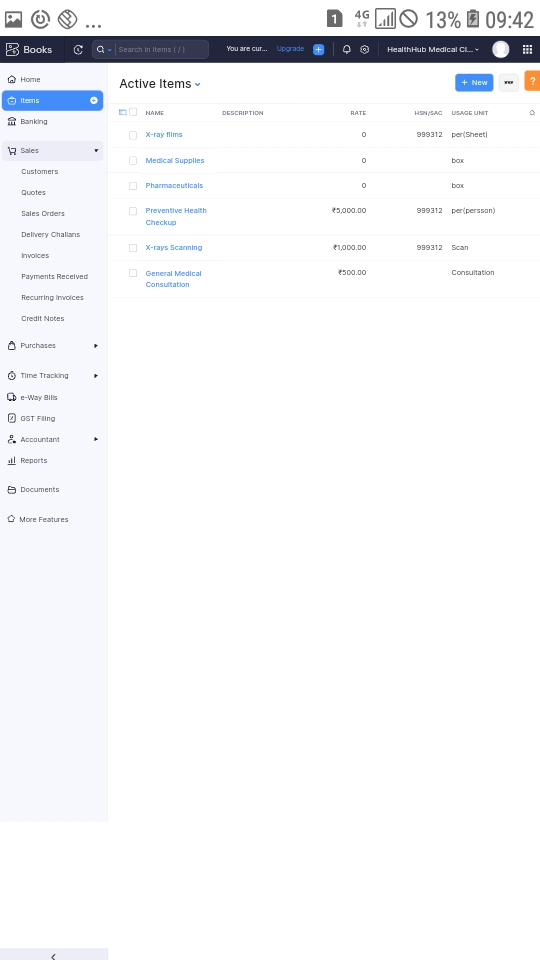 ... 1 4G 13% 09:42
Books Search in Items ( / ) You are cur... Upgrade HealthHub Medical Cl...
Home
Items
Banking
Sales
Customers
Quotes
Sales Orders
Delivery Challans
Invoices
Payments Received
Recurring Invoices
Credit Notes
Purchases
Time Tracking
e-Way Bills
GST Filing
Accountant
Reports
Documents
More Features
Active Items + New ?
NAME DESCRIPTION RATE HSN/SAC USAGE UNIT
X-ray films 0 999312 per(Sheet)
Medical Supplies 0 box
Pharmaceuticals 0 box
Preventive Health ₹5,000.00 999312 per(persson)
Checkup
X-rays Scanning ₹1,000.00 999312 Scan
General Medical ₹500.00 Consultation
Consultation